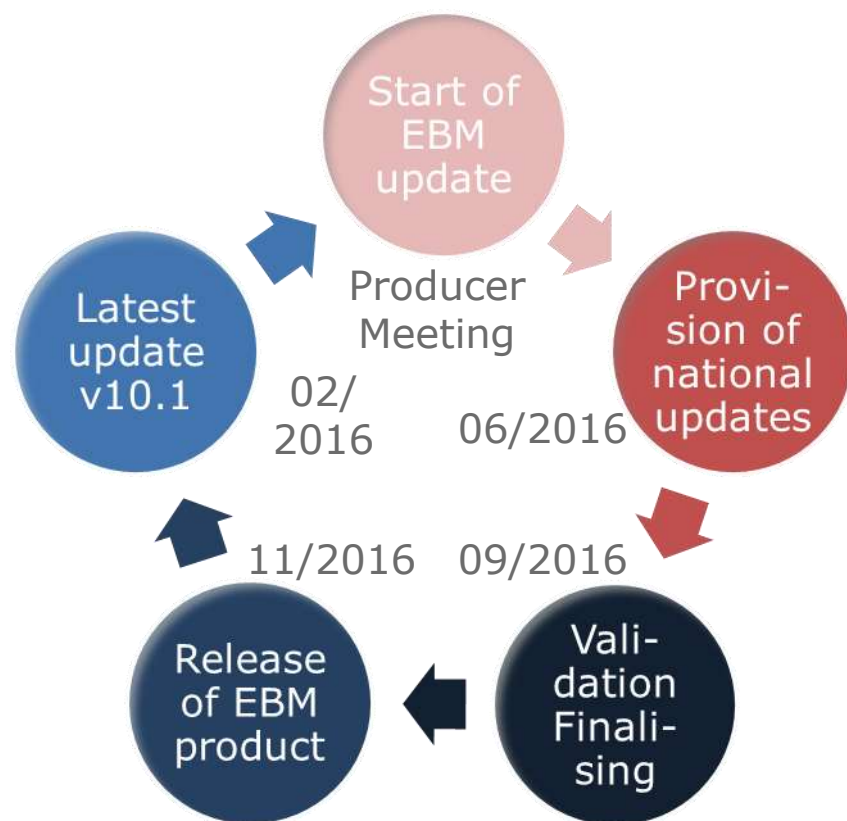 Start of
EBM
update
Producer
Meeting
Provi-
sion of
national
updates
Latest
update
v10.1
02/
2016
06/2016
11/2016
09/2016
Vali-
dation
Finali-
sing
Release
of EBM
product